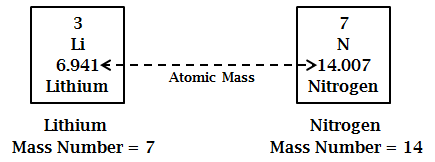 3
Li
6.941
Lithium
Atomic Mass
7
N
14.007
Nitrogen
Lithium
Mass Number = 7
Nitrogen
Mass Number = 14